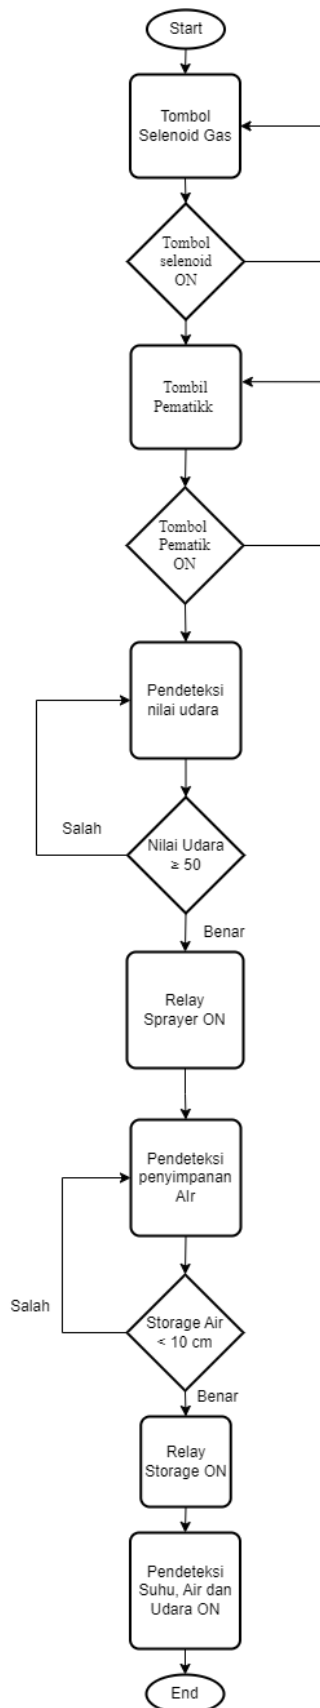 Start
Tombol
Selenoid Gas
Tombol
selenoid
ON
Tombil
Pematikk
Tombol
Pematik
ON
Pendeteksi
nilai udara
Salah
Nilai Udara
≥ 50
Benar
Relay
Sprayer ON
Pendeteksi
penyimpanan
AIr
Salah
Storage Air
< 10 cm
Benar
Relay
Storage ON
Pendeteksi
Suhu, Air dan
Udara ON
End